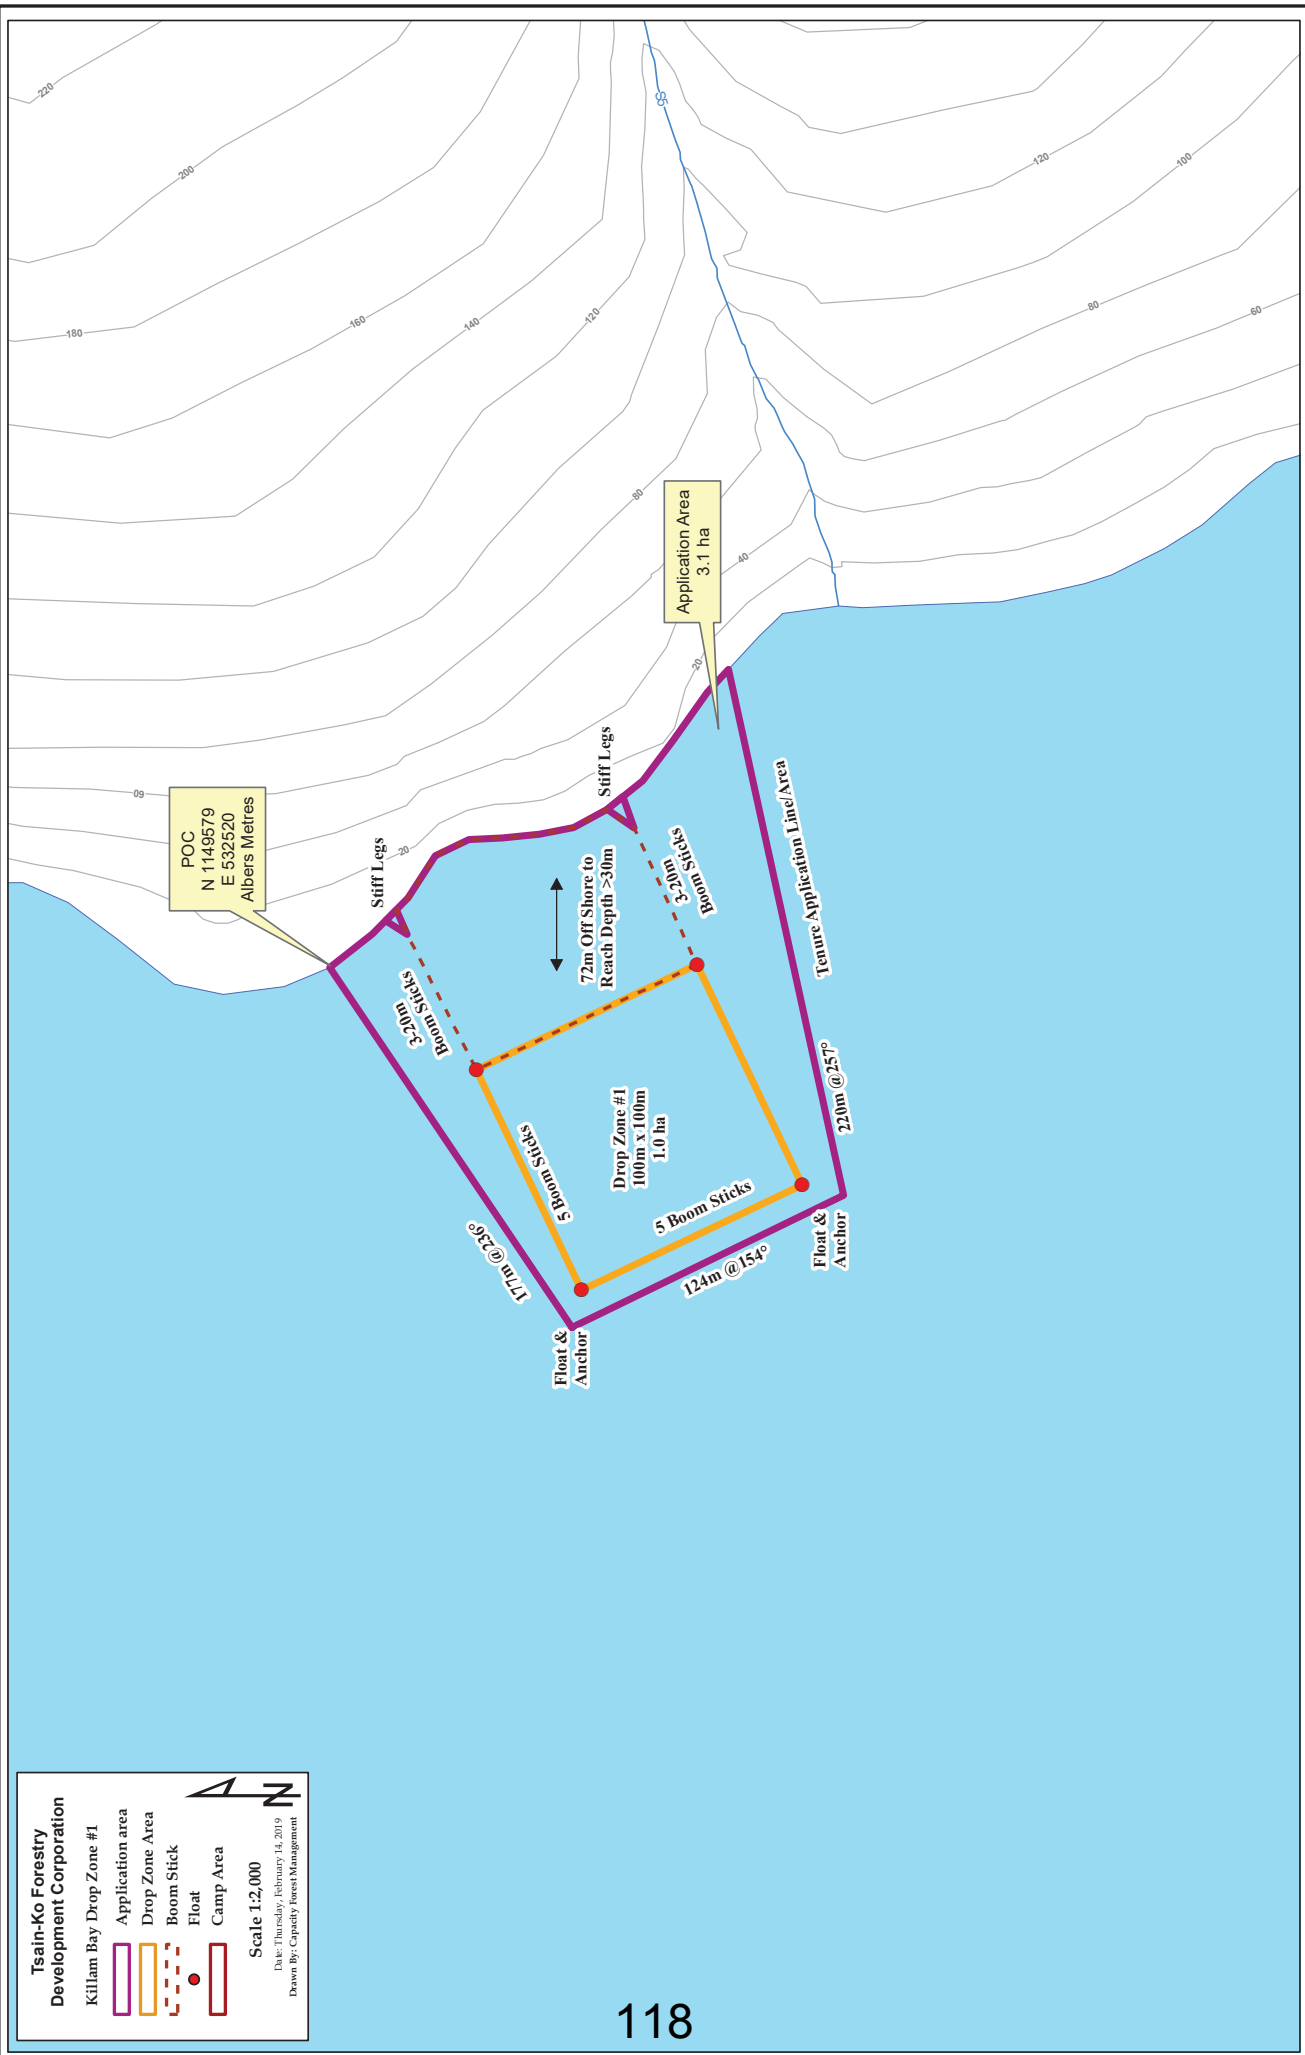 Tsain-Ko Forestry
Development Corporation
Killam Bay Drop Zone #1
Application area
Drop Zone Area
Boom Stick
Float
Camp Area
Scale 1:2,000
Date: Thursday, February 14, 2019
Drawn By: Capacity Forest Management
N
POC
N 1149579
E 532520
Albers Metres
Application Area
3.1 ha
Stiff Legs
Stiff Legs
3-20m
Boom Sticks
3-20m
Boom Sticks
72m Off Shore to
Reach Depth >30m
Tenure Application Line/Area
Drop Zone #1
100m x 100m
1.0 ha
5 Boom Sticks
5 Boom Sticks
177m @236°
124m @154°
220m @257°
Float &
Anchor
Float &
Anchor
220
200
180
160
140
120
80
60
40
20
20
120
100
80
60
S5
118